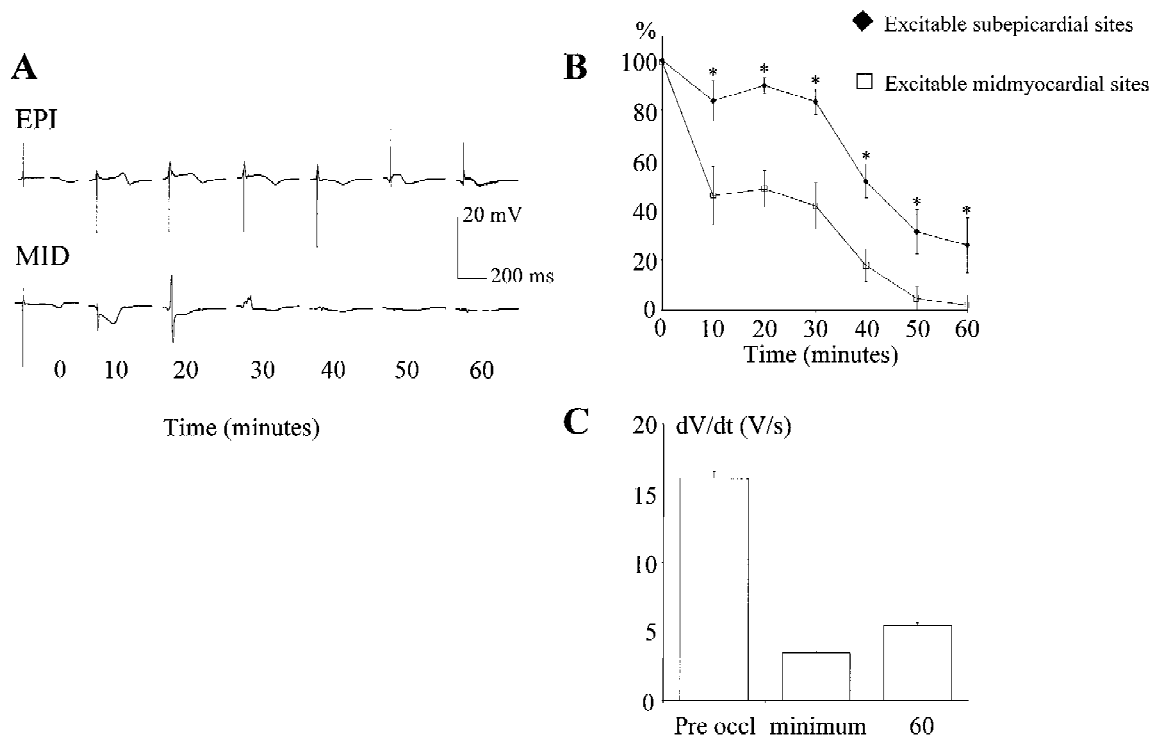 A
EPI
20 mV
200 ms
MID
0 10 20 30 40 50 60
Time (minutes)
B
%
Excitable subepicardial sites
Excitable midmyocardial sites
100
80
60
40
20
0
* * * * * *
0 10 20 30 40 50 60
Time (minutes)
C
dV/dt (V/s)
20
15
10
5
0
Pre occl minimum 60